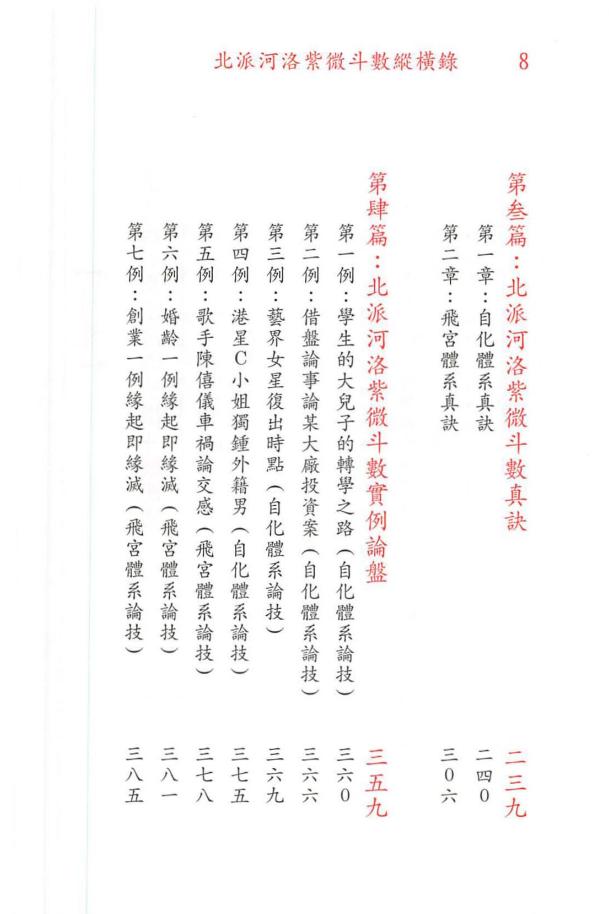 北派河洛紫微斗數縱橫錄 8
第叁篇：北派河洛紫微斗數真訣 二三九
第一章：自化體系真訣 二四0
第二章：飛宮體系真訣 三0六
第肆篇：北派河洛紫微斗數實例論盤 三五九
第一例：學生的大兒子的轉學之路（自化體系論技） 三六0
第二例：借盤論事論某大廠投資案（自化體系論技） 三六六
第三例：藝界女星復出時點（自化體系論技） 三六九
第四例：港星C小姐獨鍾外籍男（自化體系論技） 三七五
第五例：歌手陳僖儀車禍論交感（飛宮體系論技） 三七八
第六例：婚齡一例緣起即緣滅（飛宮體系論技） 三八一
第七例：創業一例緣起即緣滅（飛宮體系論技） 三八五